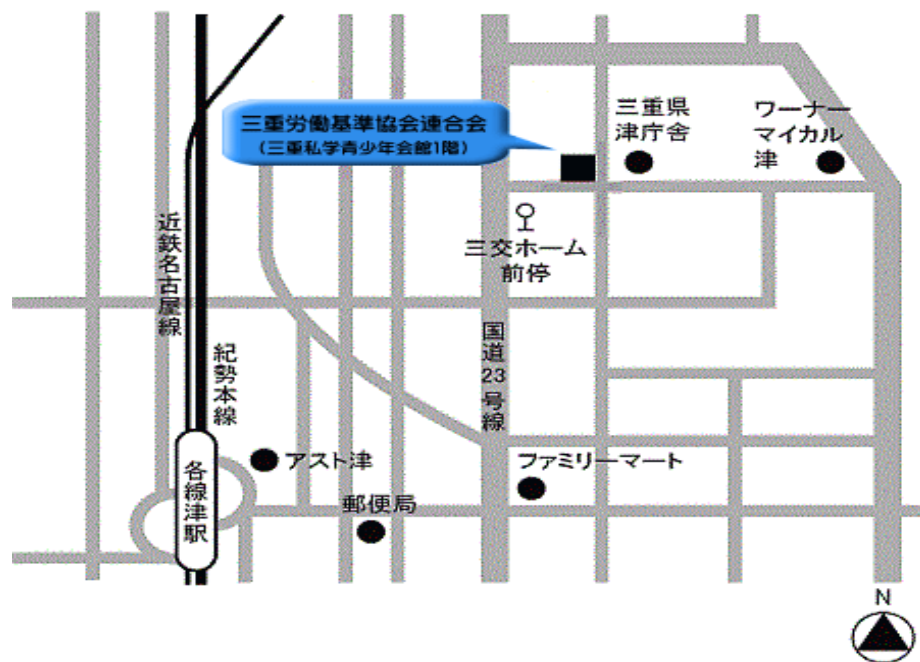 三重労働基準協会連合会
(三重私学青少年会館1階)
三重県
津庁舎
ワーナー
マイカル
津
三交ホーム
前停
近鉄名古屋線
紀勢本線
国道23号線
アスト津
ファミリーマート
各線津駅
郵便局
N